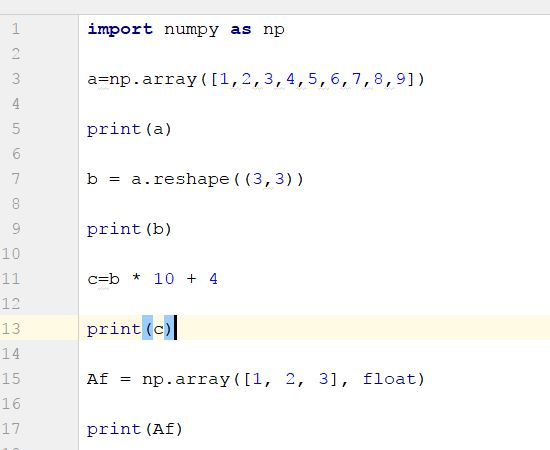 1 import numpy as np
2
3 a=np.array([1,2,3,4,5,6,7,8,9])
4
5 print(a)
6
7 b = a.reshape((3,3))
8
9 print(b)
10
11 c=b * 10 + 4
12
13 print(c)
14
15 Af = np.array([1, 2, 3], float)
16
17 print(Af)